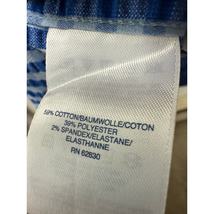 59% COTTON/BAUMWOLLE/COTON
39% POLYESTER
2% SPANDEX/ELASTANE/
ELASTHANNE
RN 62630